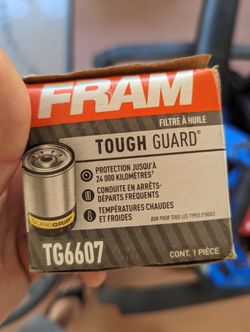 FRAM
FILTRE À HUILE
TOUGH GUARD®
PROTECTION JUSQU'À
24 000 KILOMÈTRES†
CONDUITE EN ARRÊTS-
DÉPARTS FRÉQUENTS
TEMPÉRATURES CHAUDES
ET FROIDES
BON POUR TOUS LES TYPES D'HUILE
SUREGRIP
TG6607
CONT. 1 PIÈCE